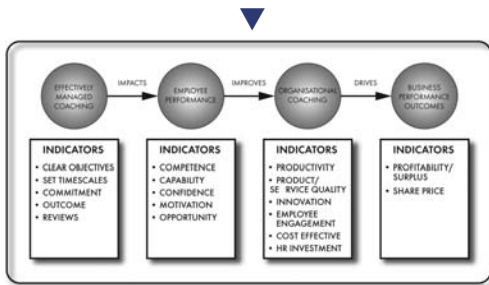 EFFECTIVELY
MANAGED
COACHING
IMPACTS
EMPLOYEE
PERFORMANCE
IMPROVES
ORGANISATIONAL
COACHING
DRIVES
BUSINESS
PERFORMANCE
OUTCOMES
INDICATORS
• CLEAR OBJECTIVES
• SET TIMESCALES
• COMMITMENT
• OUTCOME
• REVIEWS
INDICATORS
• COMPETENCE
• CAPABILITY
• CONFIDENCE
• MOTIVATION
• OPPORTUNITY
INDICATORS
• PRODUCTIVITY
• PRODUCT/
SE RVICE QUALITY
• INNOVATION
• EMPLOYEE
ENGAGEMENT
• COST EFFECTIVE
• HR INVESTMENT
INDICATORS
• PROFITABILITY/
SURPLUS
• SHARE PRICE